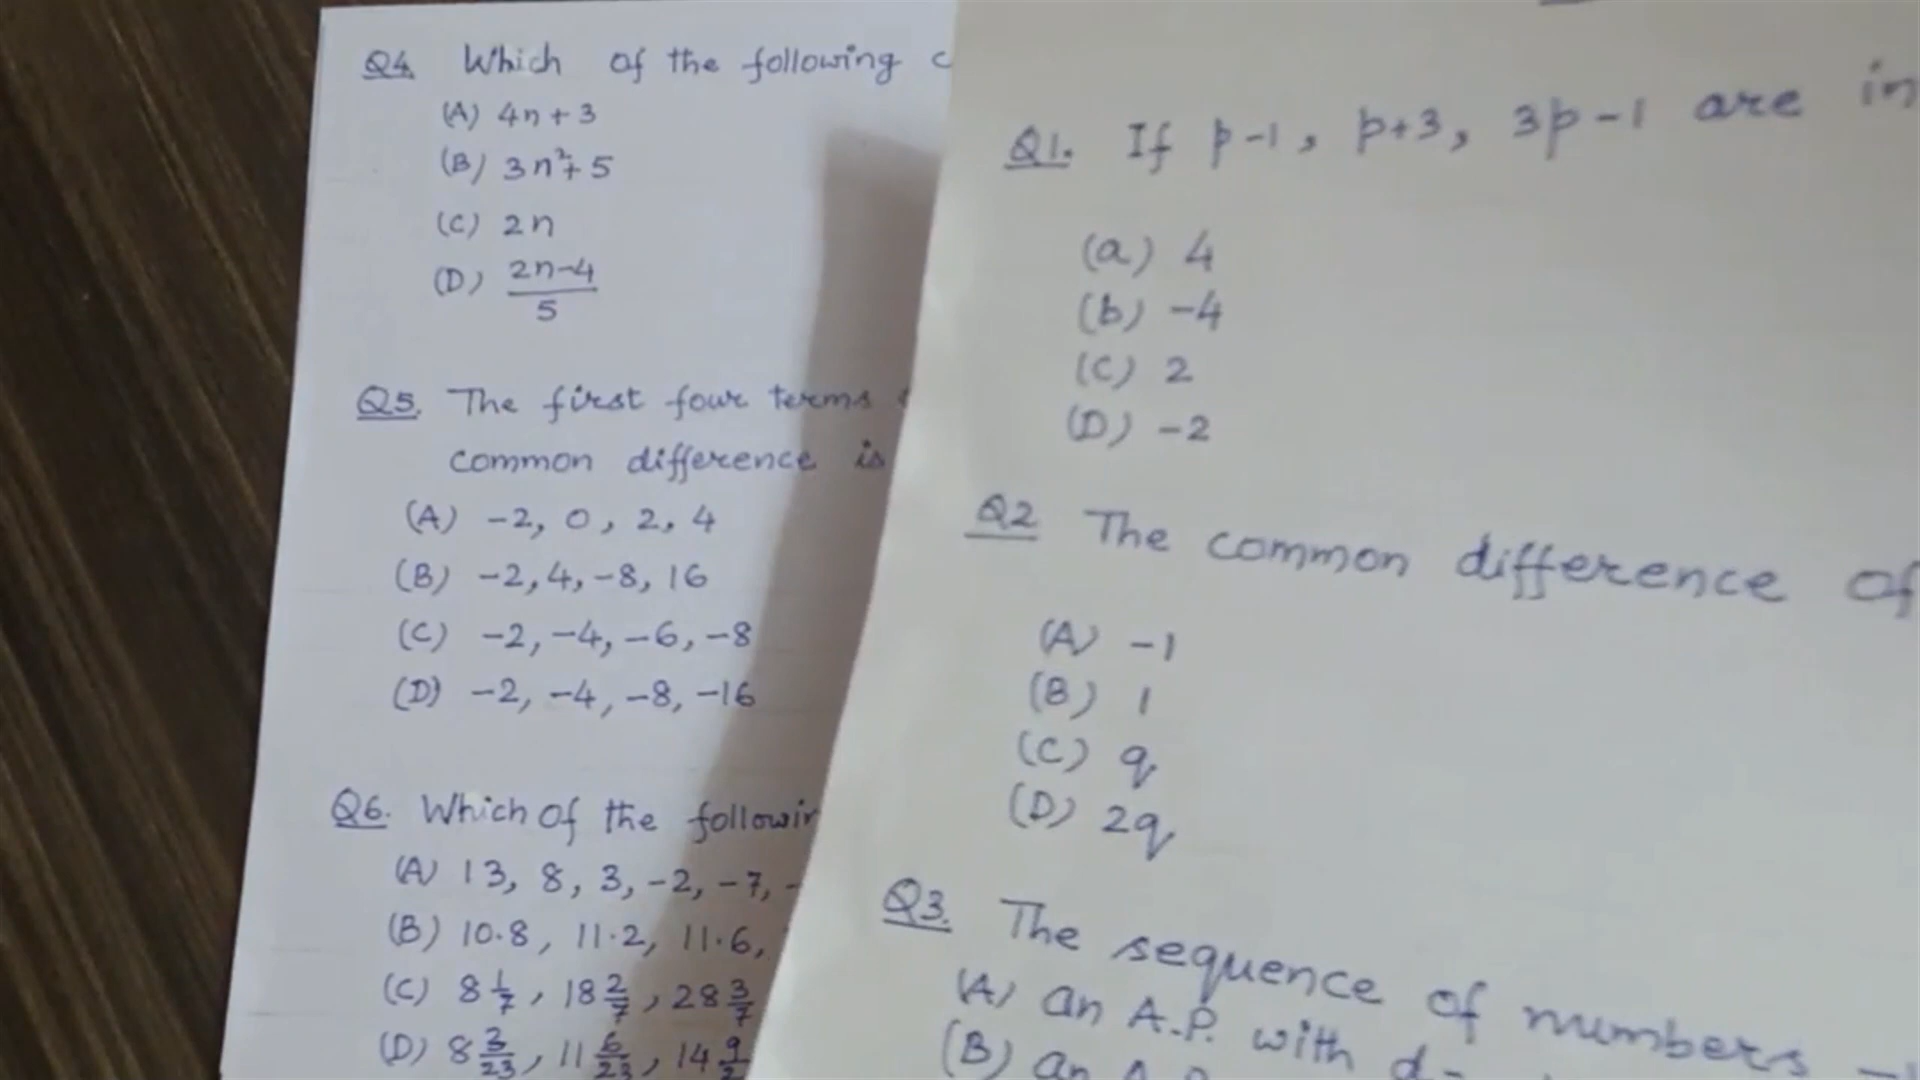 Q4. Which of the following
(A) 4n+3
(B) 3n²+5
(C) 2n
(D) 2n-4/5
Q5. The first four terms
common difference is
(A) -2, 0, 2, 4
(B) -2, 4, -8, 16
(C) -2, -4, -6, -8
(D) -2, -4, -8, -16
Q6. Which of the
(A) 13, 8, 3, -2, -7,
(B) 10.8, 11.2, 11.6,
(C) 8 1/7, 18 2/7, 28 3/7
(D) 8 3/23, 11 6/23, 14
Q1. If p-1, p+3, 3p-1 are in
(a) 4
(b) -4
(C) 2
(D) -2
Q2 The common difference of
(A) -1
(B) 1
(C) q
(D) 2q
Q3. The sequence of numbers
(A) an A.P. with d=
(B) an